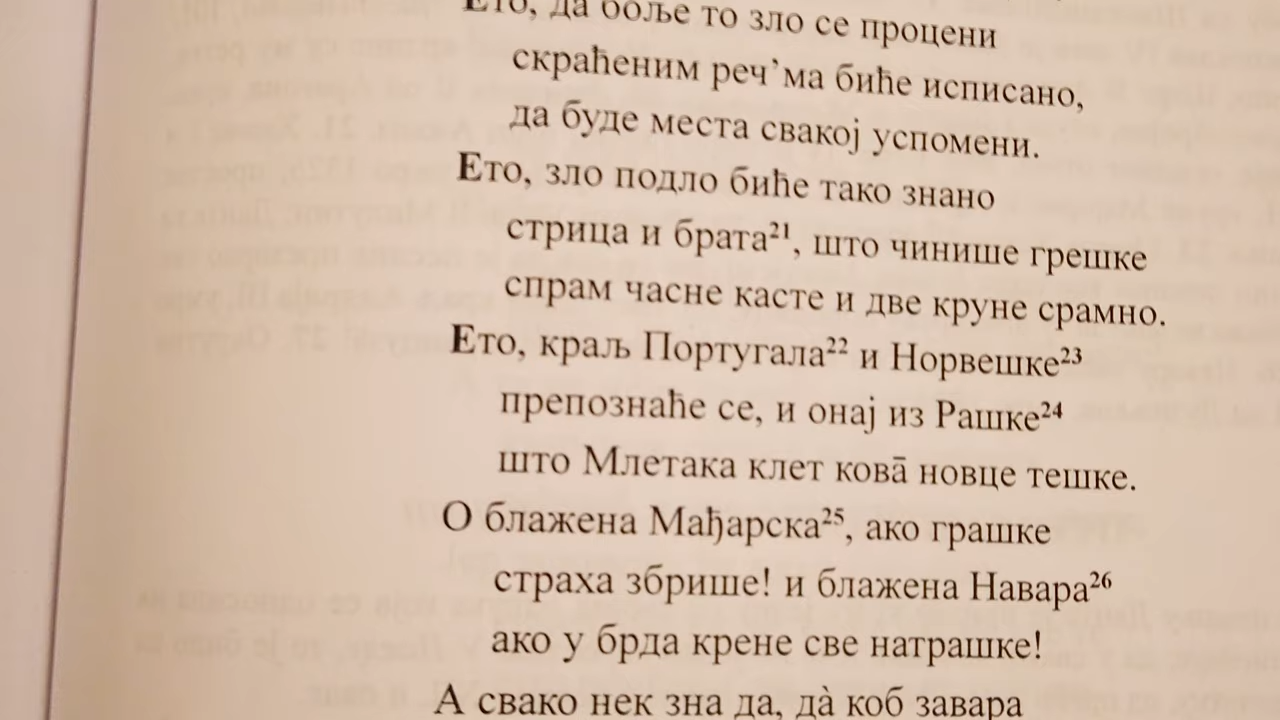 Ето, да боље то зло се процени
скраћеним реч’ма биће исписано,
да буде места свакој успомени.
Ето, зло подло биће тако знано
стрица и брата²¹, што чинише грешке
спрам часне касте и две круне срамно.
Ето, краљ Португала²² и Норвешке²³
препознаће се, и онај из Рашке²⁴
што Млетака клет кова̄ новце тешке.
О блажена Мађарска²⁵, ако грашке
страха збрише! и блажена Навара²⁶
ако у брда крене све натрашке!
А свако нек зна да, да̀ коб завара